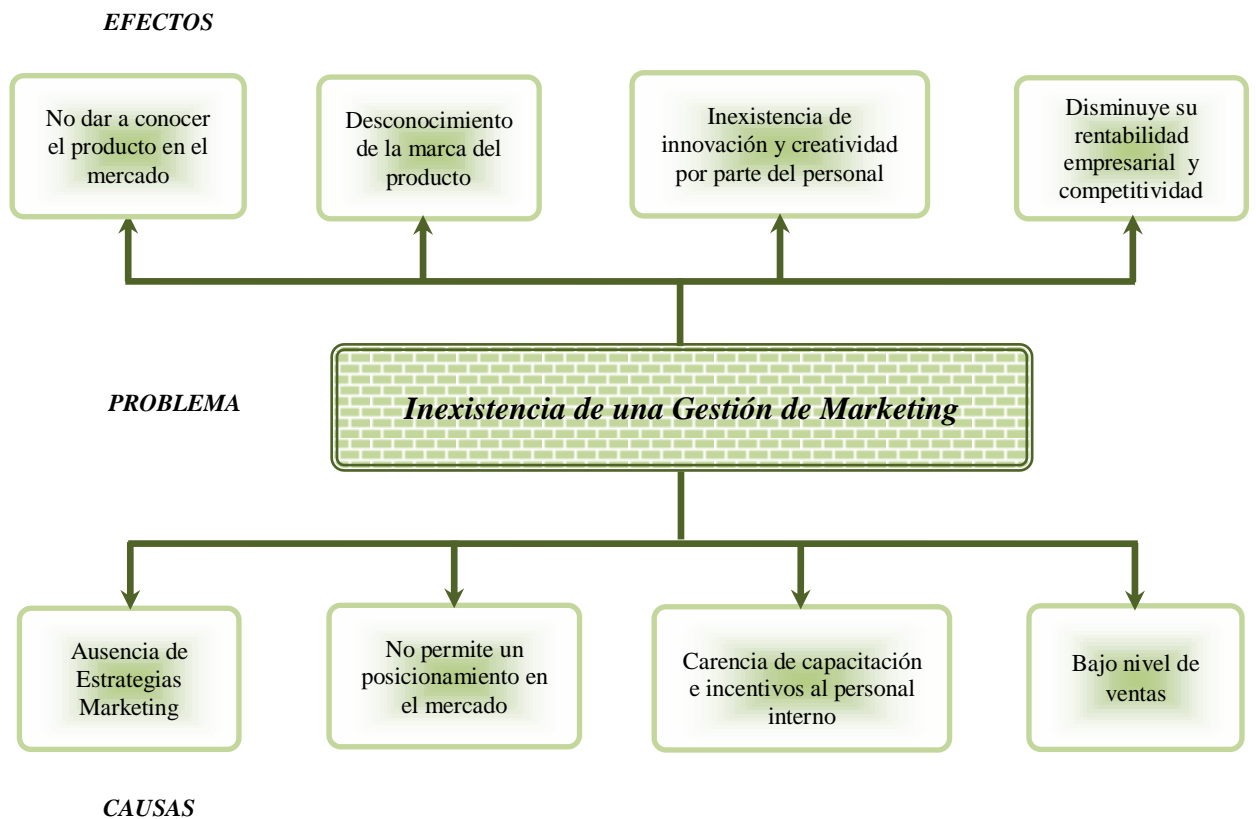 EFECTOS
No dar a conocer
el producto en el
mercado
Desconocimiento
de la marca del
producto
Inexistencia de
innovación y creatividad
por parte del personal
Disminuye su
rentabilidad
empresarial y
competitividad
PROBLEMA
Inexistencia de una Gestión de Marketing
Ausencia de
Estrategias
Marketing
No permite un
posicionamiento en
el mercado
Carencia de capacitación
e incentivos al personal
interno
Bajo nivel de
ventas
CAUSAS